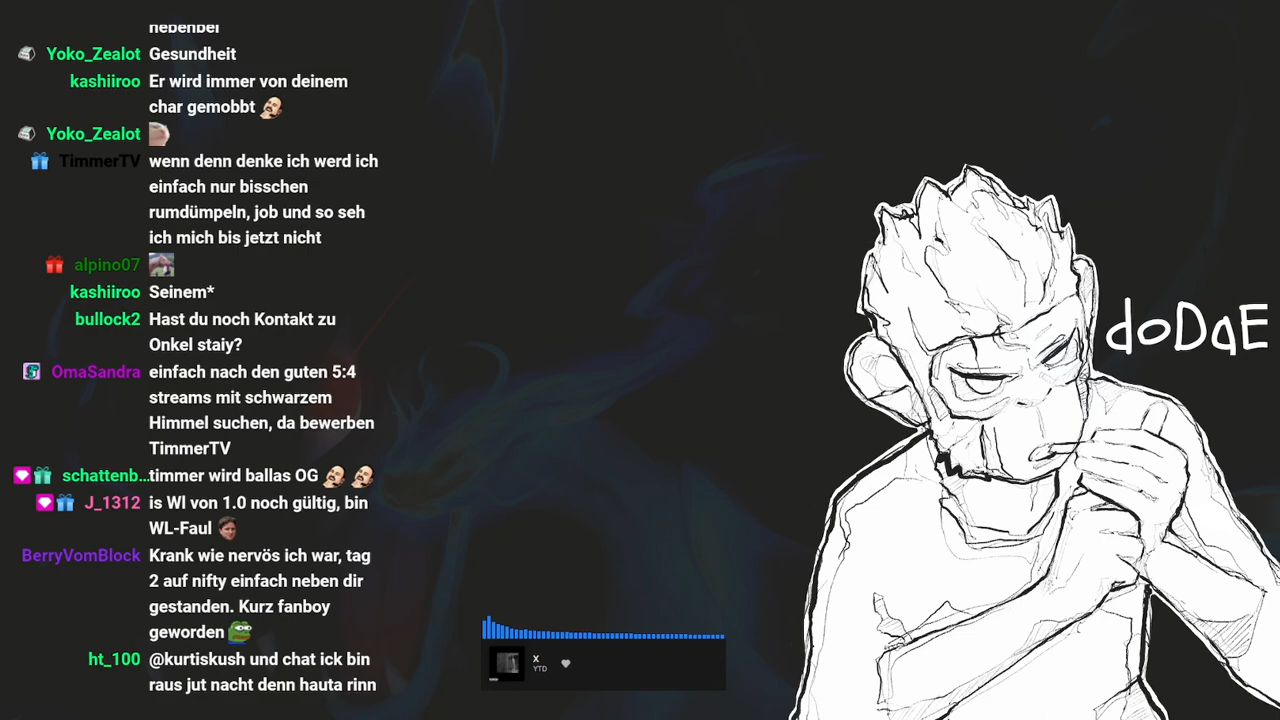 nebenbei
Yoko_Zealot Gesundheit
kashiiroo Er wird immer von deinem
char gemobbt
Yoko_Zealot
TimmerTV wenn denn denke ich werd ich
einfach nur bisschen
rumdümpeln, job und so seh
ich mich bis jetzt nicht
alpino07
kashiiroo Seinem*
bullock2 Hast du noch Kontakt zu
Onkel staiy?
OmaSandra einfach nach den guten 5:4
streams mit schwarzem
Himmel suchen, da bewerben
TimmerTV
schattenb... timmer wird ballas OG
J_1312 is Wl von 1.0 noch gültig, bin
WL-Faul
BerryVomBlock Krank wie nervös ich war, tag
2 auf nifty einfach neben dir
gestanden. Kurz fanboy
geworden
ht_100 @kurtiskush und chat ick bin
raus jut nacht denn hauta rinn
doDaE
X
YTD